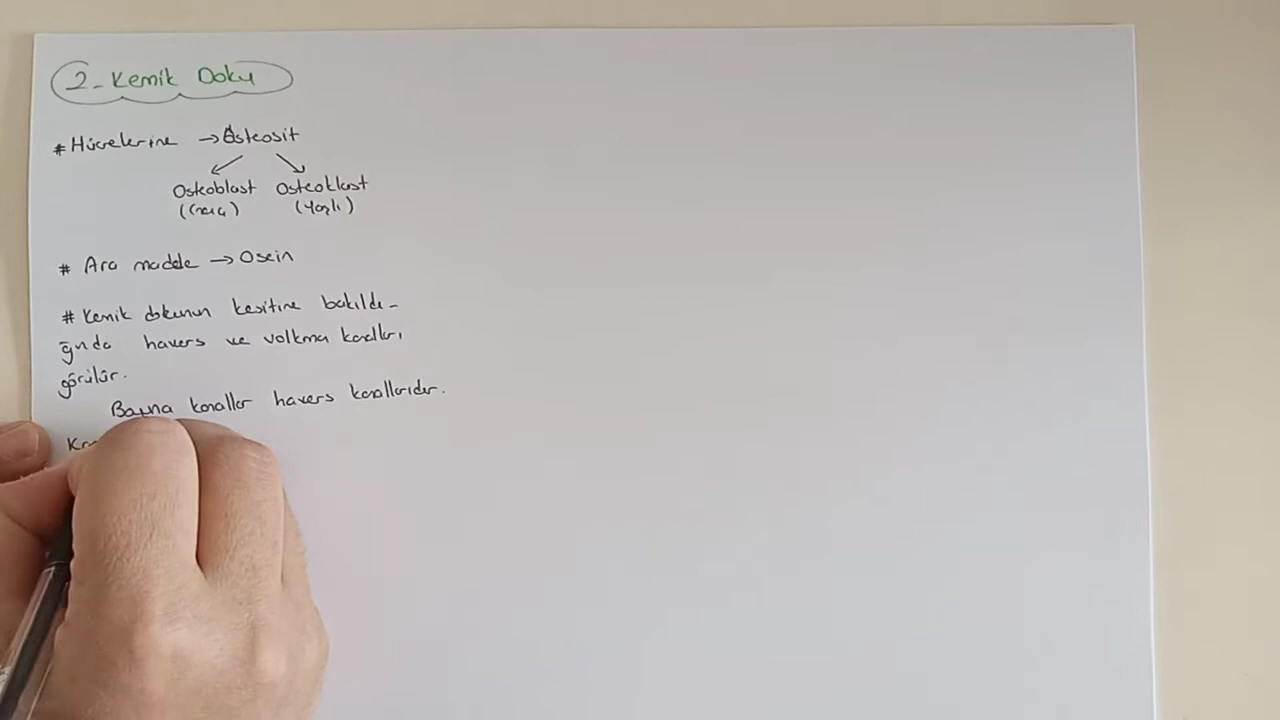 2- Kemik Doku
# Hücrelerine → Osteosit
Osteoblast Osteoklast
(Genç) (Yaşlı)
# Ara madde → Osein
# Kemik dokunun kesitine bakıldı-
ğında havers ve volkman kanalları
görülür.
Boyuna kanallar havers kanallarıdır.